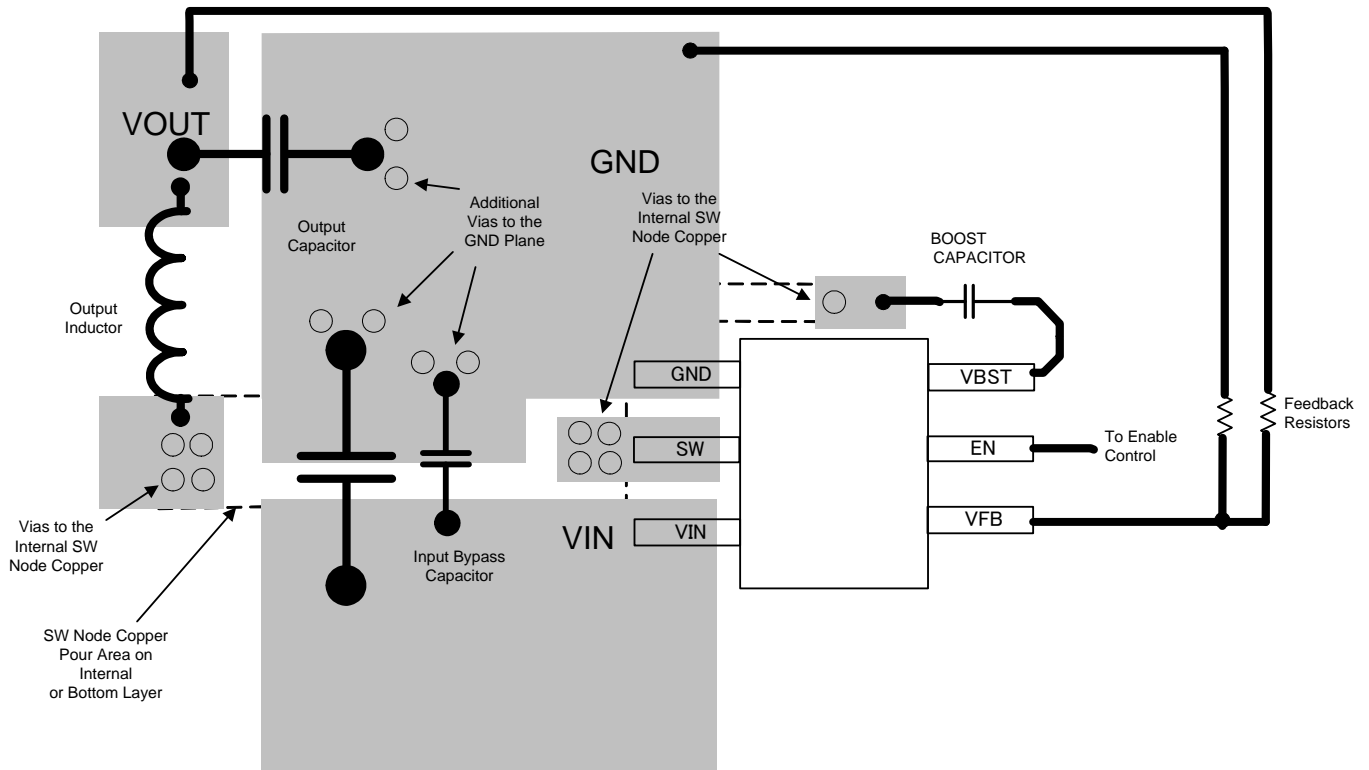 VOUT
GND
Output
Capacitor
Additional
Vias to the
GND Plane
Vias to the
Internal SW
Node Copper
BOOST
CAPACITOR
Output
Inductor
GND
VBST
SW
EN
To Enable
Control
Feedback
Resistors
VIN
VIN
VFB
Input Bypass
Capacitor
Vias to the
Internal SW
Node Copper
SW Node Copper
Pour Area on
Internal
or Bottom Layer